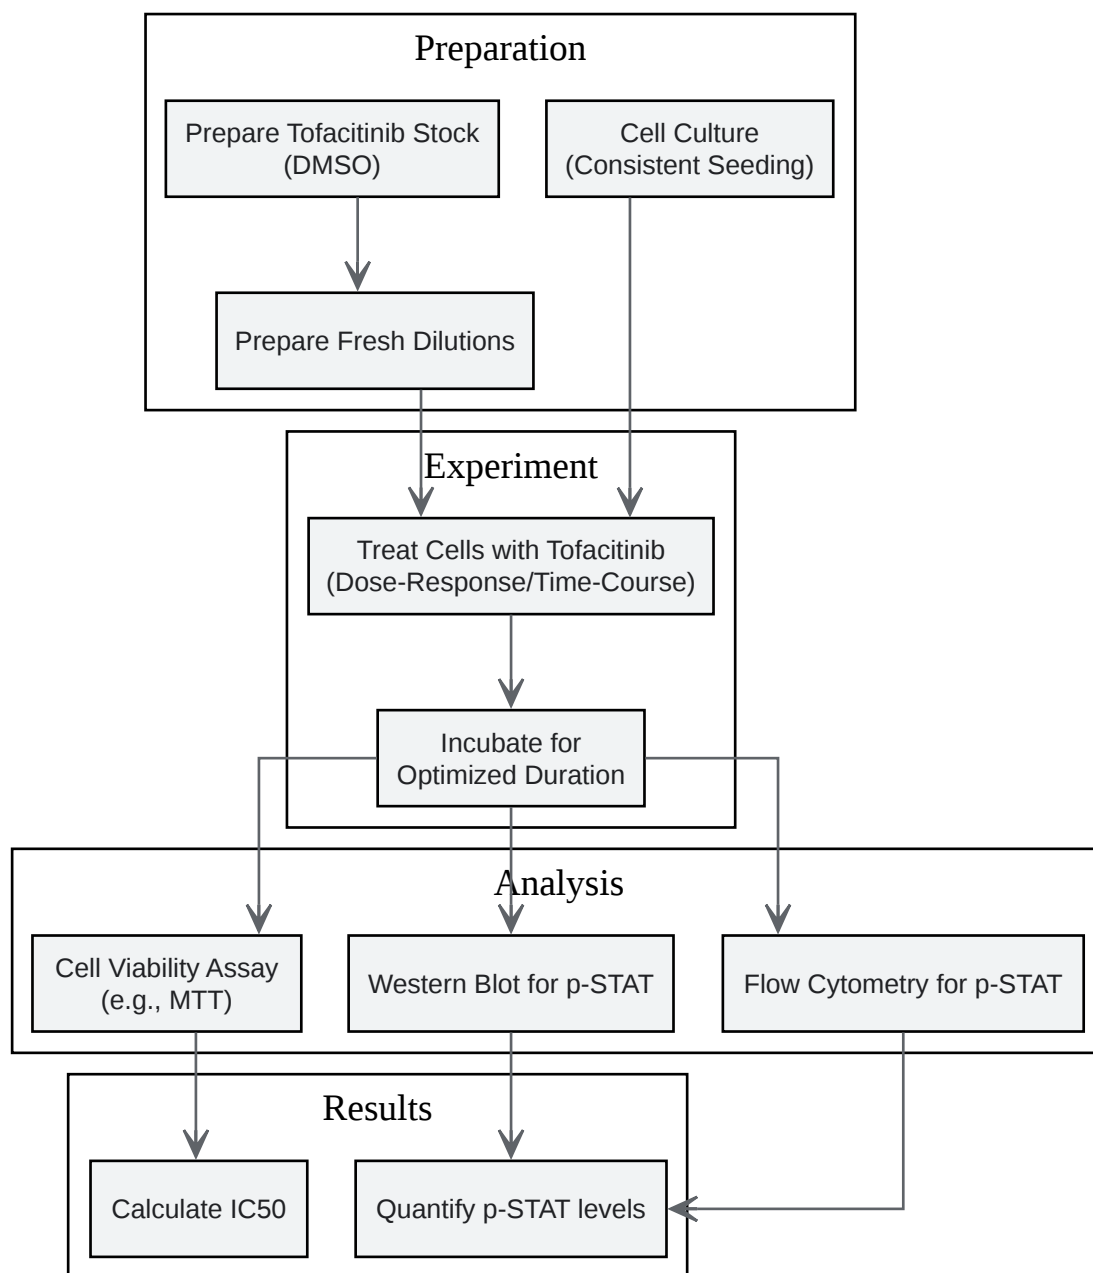 Preparation
Prepare Tofacitinib Stock
(DMSO)
Cell Culture
(Consistent Seeding)
Prepare Fresh Dilutions
Experiment
Treat Cells with Tofacitinib
(Dose-Response/Time-Course)
Incubate for
Optimized Duration
Analysis
Cell Viability Assay
(e.g., MTT)
Western Blot for p-STAT
Flow Cytometry for p-STAT
Results
Calculate IC50
Quantify p-STAT levels